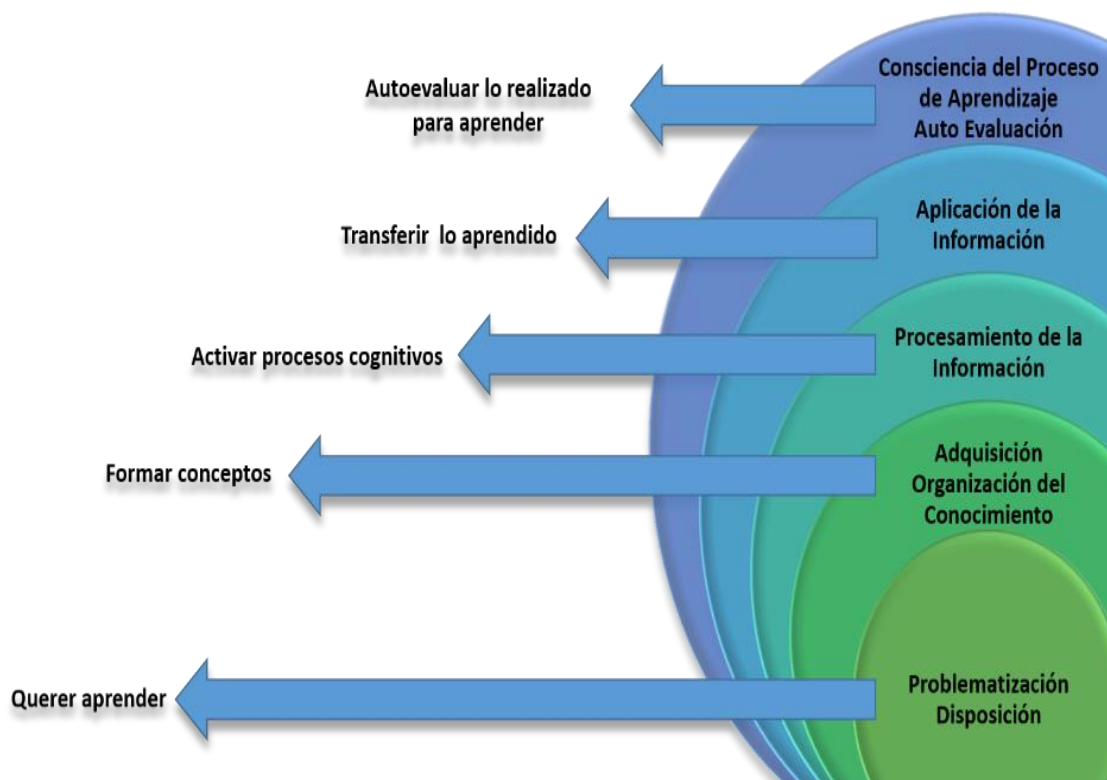 Autoevaluar lo realizado
para aprender
Consciencia del Proceso
de Aprendizaje
Auto Evaluación
Transferir lo aprendido
Aplicación de la
Información
Activar procesos cognitivos
Procesamiento de la
Información
Formar conceptos
Adquisición
Organización del
Conocimiento
Querer aprender
Problematización
Disposición